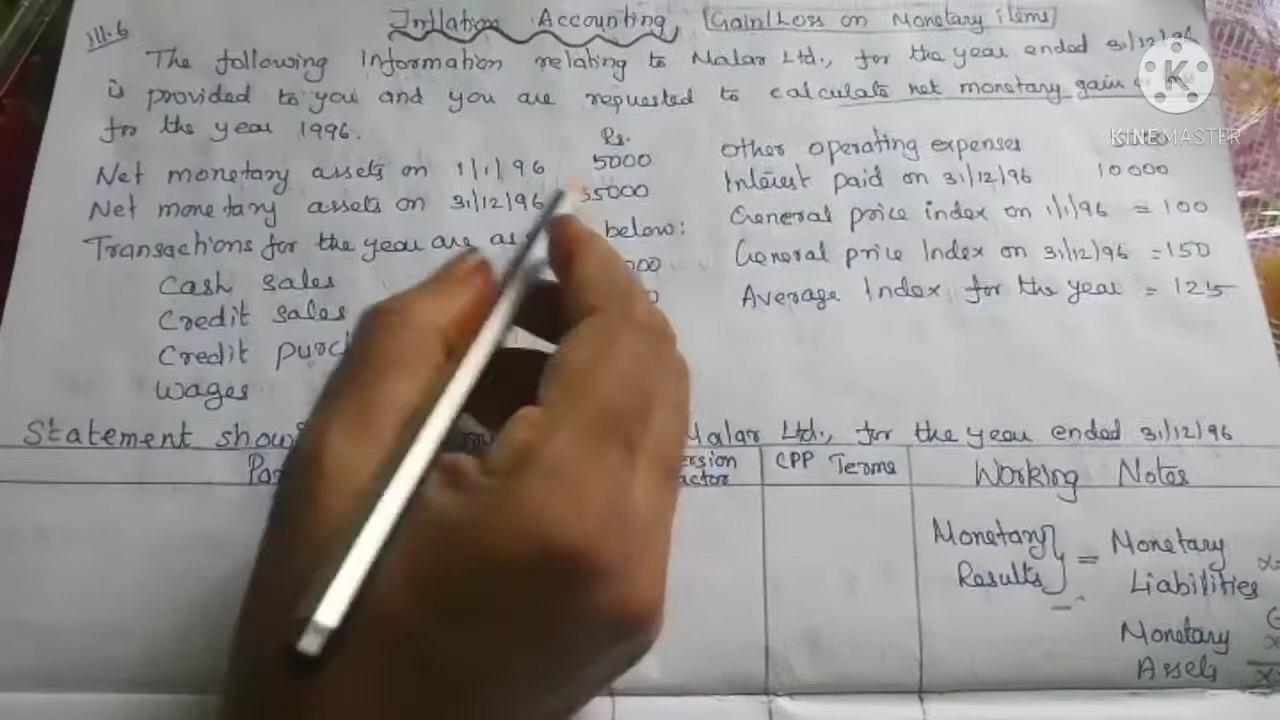 Ill.6
Inflation Accounting [Gain/Loss on Monetary items]
The following information relating to Malar Ltd., for the year ended 31/12/96
is provided to you and you are requested to calculate net monetary gain
for the year 1996.
Rs.
Net monetary assets on 1/1/96 5000
Net monetary assets on 31/12/96 35000
Transactions for the year are as below:
Cash sales
Credit sales
Credit
Wages
Other operating expenses
Interest paid on 31/12/96 10000
General price index on 1/1/96 = 100
General price Index on 31/12/96 = 150
Average Index for the year = 125
KINEMASTER
Statement Malar Ltd., for the year ended 31/12/96
CPP Terms
Working Notes
Monetary Results } = Monetary Liabilities
Monetary Assets